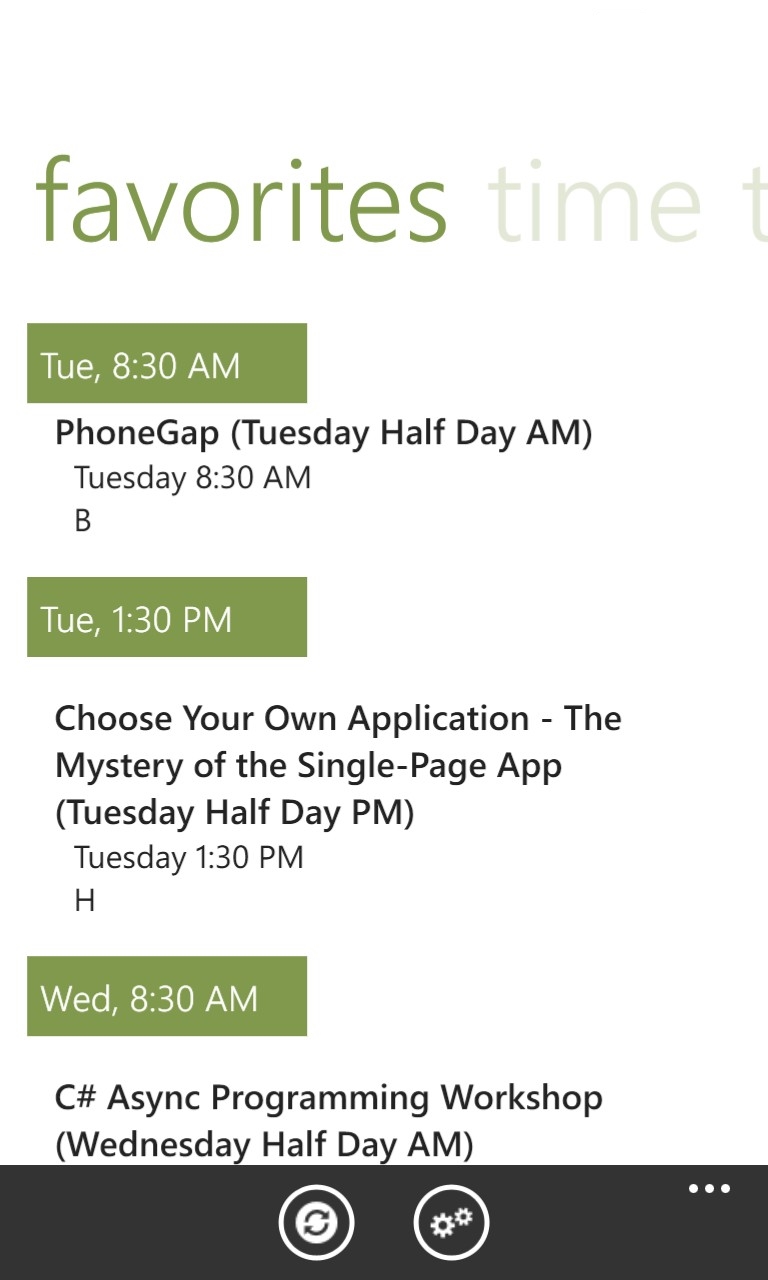 favorites time t
Tue, 8:30 AM
PhoneGap (Tuesday Half Day AM)
Tuesday 8:30 AM
B
Tue, 1:30 PM
Choose Your Own Application - The
Mystery of the Single-Page App
(Tuesday Half Day PM)
Tuesday 1:30 PM
H
Wed, 8:30 AM
C# Async Programming Workshop
(Wednesday Half Day AM)